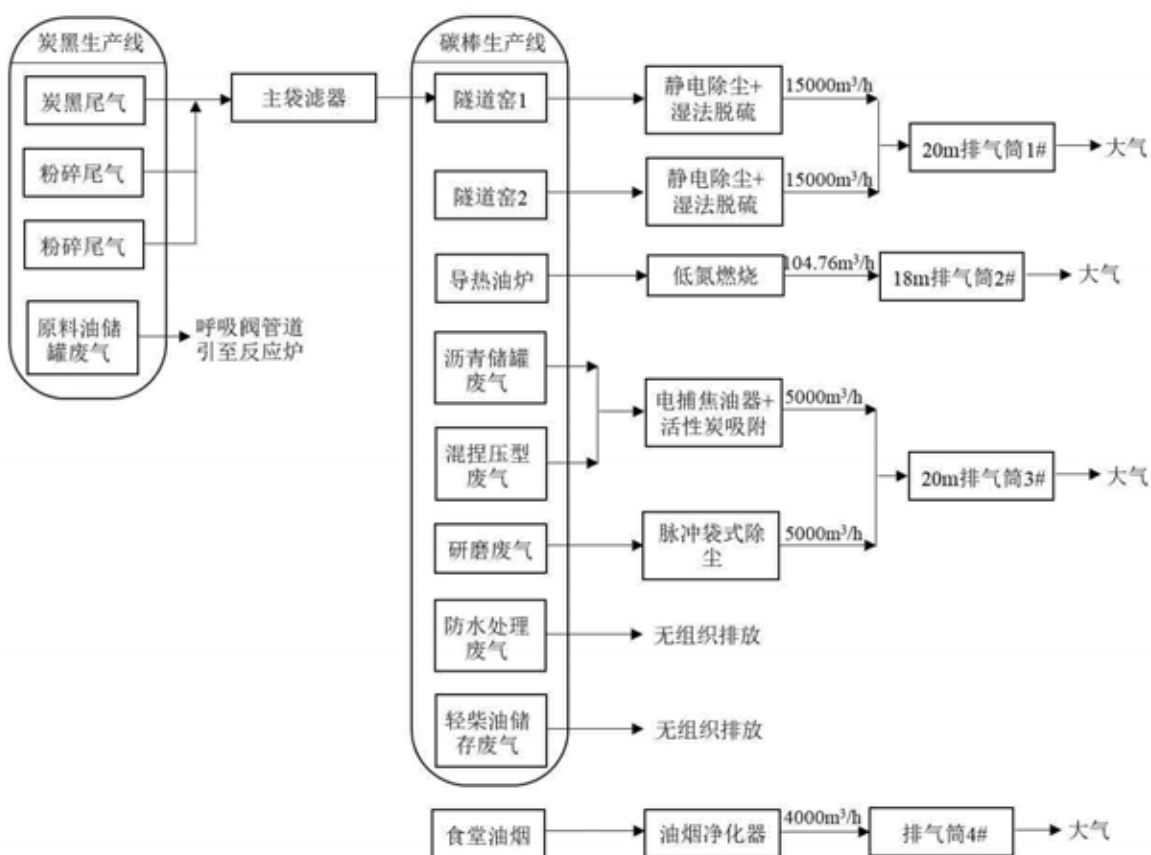 炭黑生产线
炭黑尾气
粉碎尾气
粉碎尾气
原料油储
罐废气
呼吸阀管道
引至反应炉
主袋滤器
碳棒生产线
隧道窑1
静电除尘+
湿法脱硫
15000m³/h
隧道窑2
静电除尘+
湿法脱硫
15000m³/h
20m排气筒1#
大气
导热油炉
低氮燃烧
104.76m³/h
18m排气筒2#
大气
沥青储罐
废气
混捏压型
废气
电捕焦油器+
活性炭吸附
5000m³/h
研磨废气
脉冲袋式除
尘
5000m³/h
20m排气筒3#
大气
防水处理
废气
无组织排放
轻柴油储
存废气
无组织排放
食堂油烟
油烟净化器
4000m³/h
排气筒4#
大气